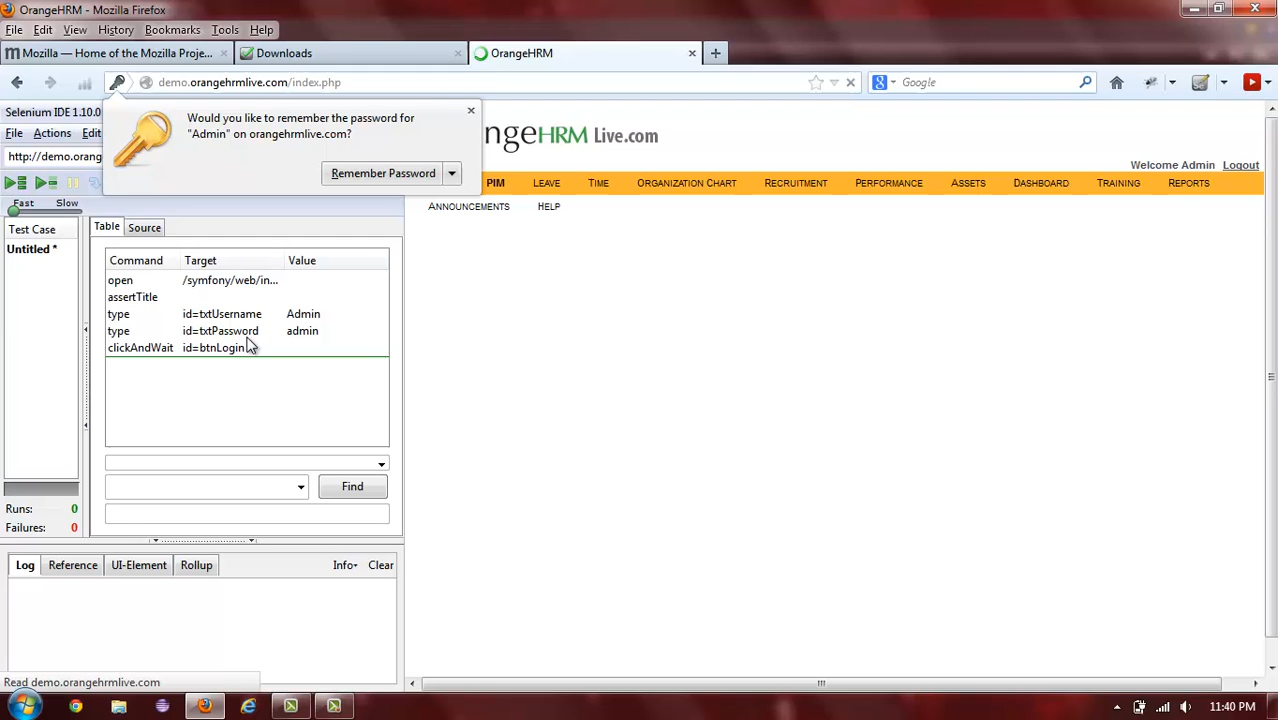 OrangeHRM - Mozilla Firefox
File Edit View History Bookmarks Tools Help
Mozilla — Home of the Mozilla Proje...
Downloads
OrangeHRM
demo.orangehrmlive.com/index.php
Google
Selenium IDE 1.10.0
File Actions Edit
http://demo.orang
Would you like to remember the password for
"Admin" on orangehrmlive.com?
Remember Password
Fast Slow
Test Case
Untitled *
Table Source
Command Target Value
open /symfony/web/in...
assertTitle
type id=txtUsername Admin
type id=txtPassword admin
clickAndWait id=btnLogin
Find
Runs: 0
Failures: 0
Log Reference UI-Element Rollup Info Clear
Read demo.orangehrmlive.com
ngeHRM Live.com
Welcome Admin Logout
PIM LEAVE TIME ORGANIZATION CHART RECRUITMENT PERFORMANCE ASSETS DASHBOARD TRAINING REPORTS
ANNOUNCEMENTS HELP
11:40 PM